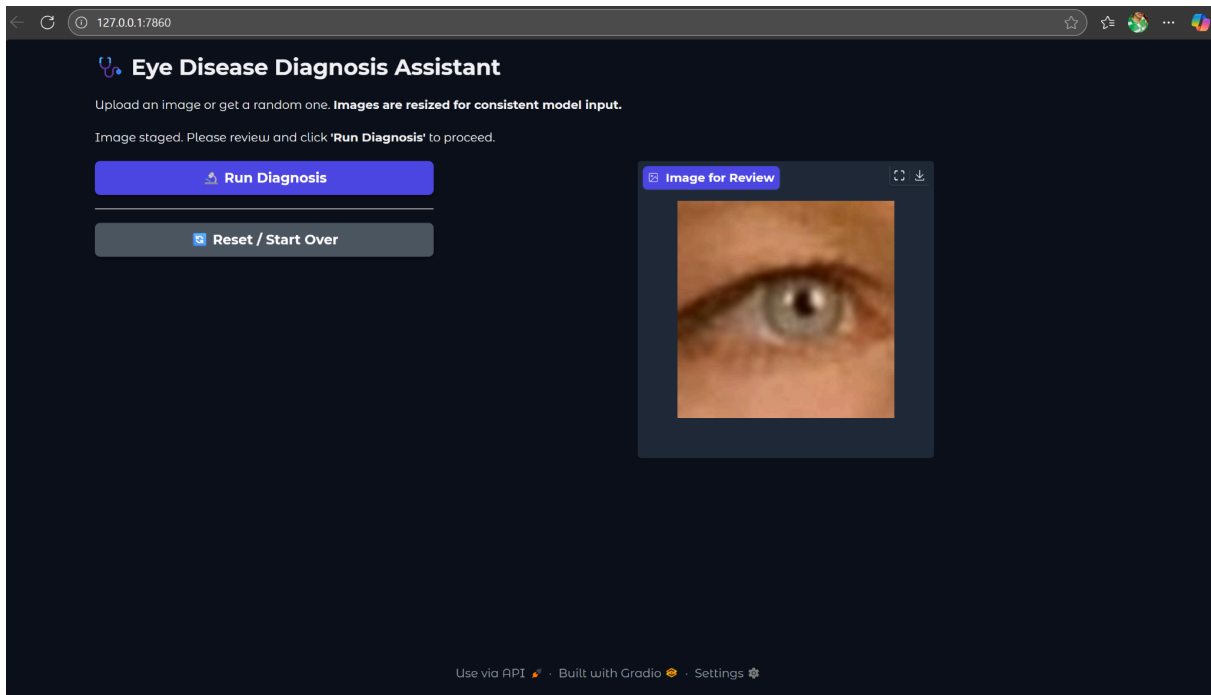 127.0.0.1:7860
Eye Disease Diagnosis Assistant
Upload an image or get a random one. Images are resized for consistent model input.
Image staged. Please review and click 'Run Diagnosis' to proceed.
Run Diagnosis
Image for Review
Reset / Start Over
Use via API · Built with Gradio · Settings